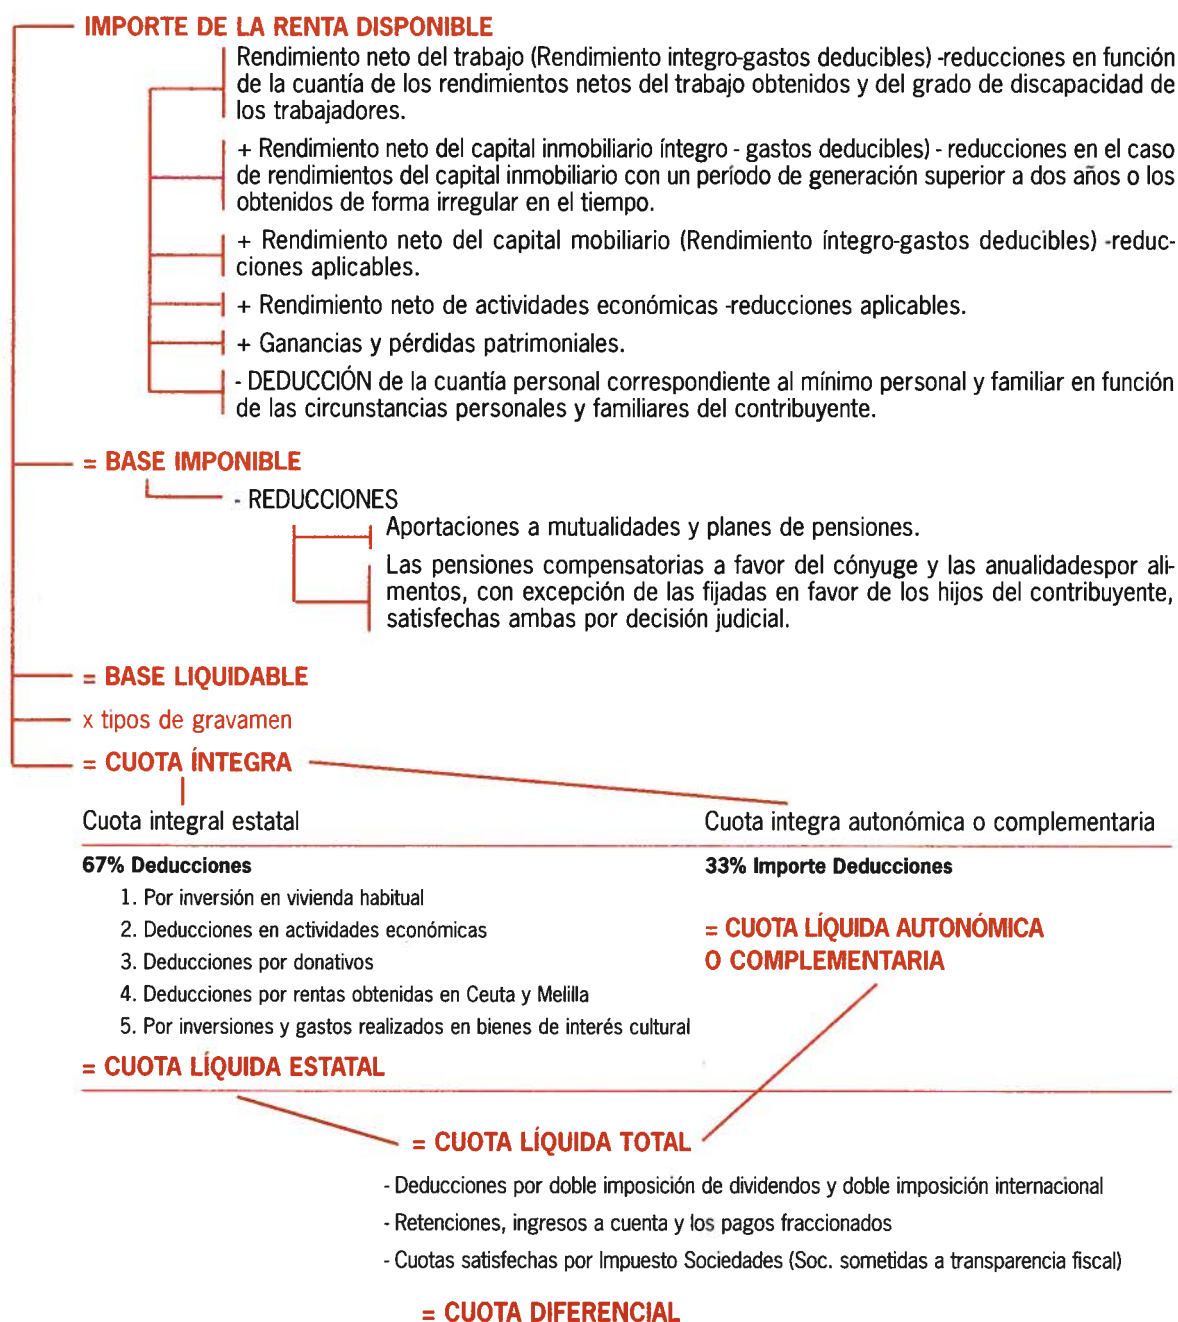 IMPORTE DE LA RENTA DISPONIBLE
Rendimiento neto del trabajo (Rendimiento integro-gastos deducibles) -reducciones en función
de la cuantía de los rendimientos netos del trabajo obtenidos y del grado de discapacidad de
los trabajadores.
+ Rendimiento neto del capital inmobiliario íntegro - gastos deducibles) - reducciones en el caso
de rendimientos del capital inmobiliario con un período de generación superior a dos años o los
obtenidos de forma irregular en el tiempo.
+ Rendimiento neto del capital mobiliario (Rendimiento íntegro-gastos deducibles) -reduc-
ciones aplicables.
+ Rendimiento neto de actividades económicas -reducciones aplicables.
+ Ganancias y pérdidas patrimoniales.
- DEDUCCIÓN de la cuantía personal correspondiente al mínimo personal y familiar en función
de las circunstancias personales y familiares del contribuyente.
= BASE IMPONIBLE
- REDUCCIONES
Aportaciones a mutualidades y planes de pensiones.
Las pensiones compensatorias a favor del cónyuge y las anualidadespor ali-
mentos, con excepción de las fijadas en favor de los hijos del contribuyente,
satisfechas ambas por decisión judicial.
= BASE LIQUIDABLE
x tipos de gravamen
= CUOTA ÍNTEGRA
Cuota integral estatal
Cuota integra autonómica o complementaria
67% Deducciones
33% Importe Deducciones
1. Por inversión en vivienda habitual
2. Deducciones en actividades económicas
3. Deducciones por donativos
4. Deducciones por rentas obtenidas en Ceuta y Melilla
5. Por inversiones y gastos realizados en bienes de interés cultural
= CUOTA LÍQUIDA AUTONÓMICA
O COMPLEMENTARIA
= CUOTA LÍQUIDA ESTATAL
= CUOTA LÍQUIDA TOTAL
- Deducciones por doble imposición de dividendos y doble imposición internacional
- Retenciones, ingresos a cuenta y los pagos fraccionados
- Cuotas satisfechas por Impuesto Sociedades (Soc. sometidas a transparencia fiscal)
= CUOTA DIFERENCIAL